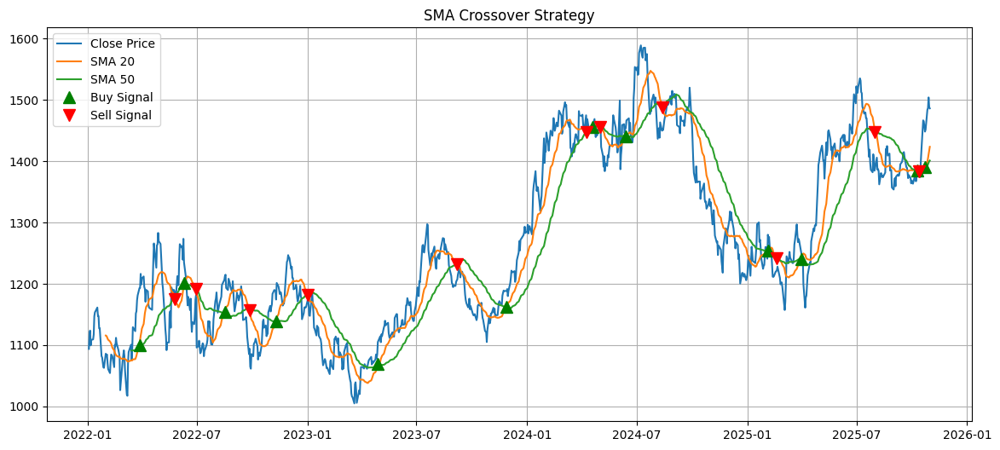 SMA Crossover Strategy
Close Price
SMA 20
SMA 50
Buy Signal
Sell Signal
1600
1500
1400
1300
1200
1100
1000
2022-01 2022-07 2023-01 2023-07 2024-01 2024-07 2025-01 2025-07 2026-01